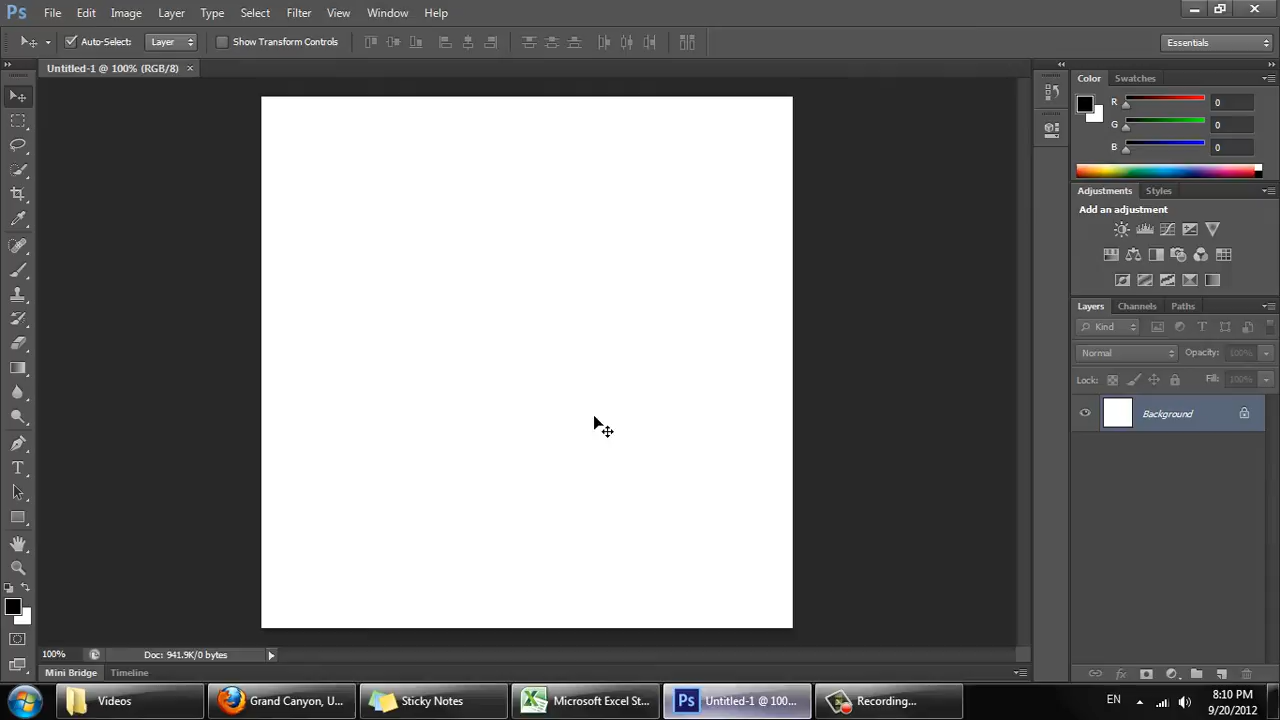 Ps File Edit Image Layer Type Select Filter View Window Help
Auto-Select: Layer Show Transform Controls Essentials
Untitled-1 @ 100% (RGB/8) ×
Color Swatches
R 0
G 0
B 0
Adjustments Styles
Add an adjustment
Layers Channels Paths
Kind T
Normal Opacity: 100%
Lock: Fill: 100%
Background
T
100% Doc: 941.9K/0 bytes
fx
Mini Bridge Timeline
Videos Grand Canyon, U... Sticky Notes Microsoft Excel St... Ps Untitled-1 @ 100... Recording... EN 8:10 PM
9/20/2012